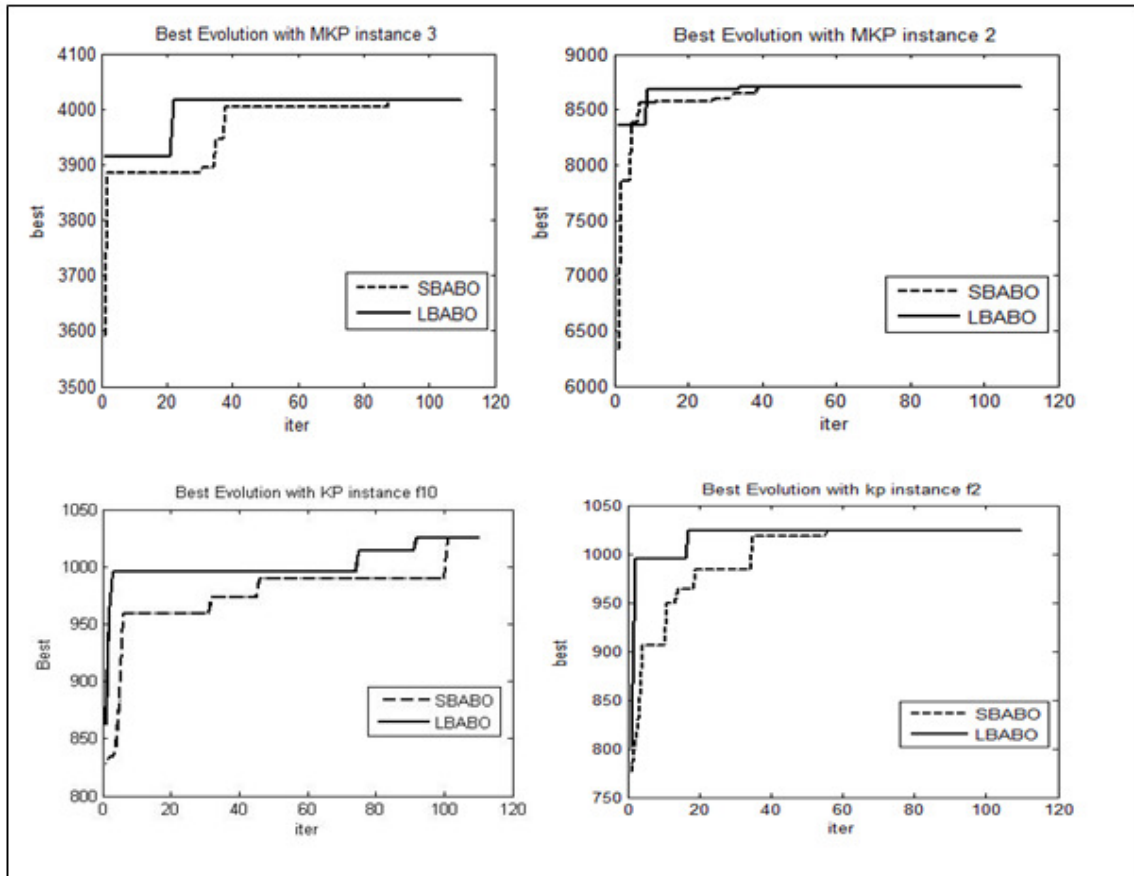 Best Evolution with MKP instance 3
4100
4000
3900
3800
3700
3600
3500
best
0 20 40 60 80 100 120
iter
SBABO
LBABO
Best Evolution with MKP instance 2
9000
8500
8000
7500
7000
6500
6000
best
0 20 40 60 80 100 120
iter
SBABO
LBABO
Best Evolution with KP instance f10
1050
1000
950
900
850
800
Best
0 20 40 60 80 100 120
iter
SBABO
LBABO
Best Evolution with kp instance f2
1050
1000
950
900
850
800
750
best
0 20 40 60 80 100 120
iter
SBABO
LBABO